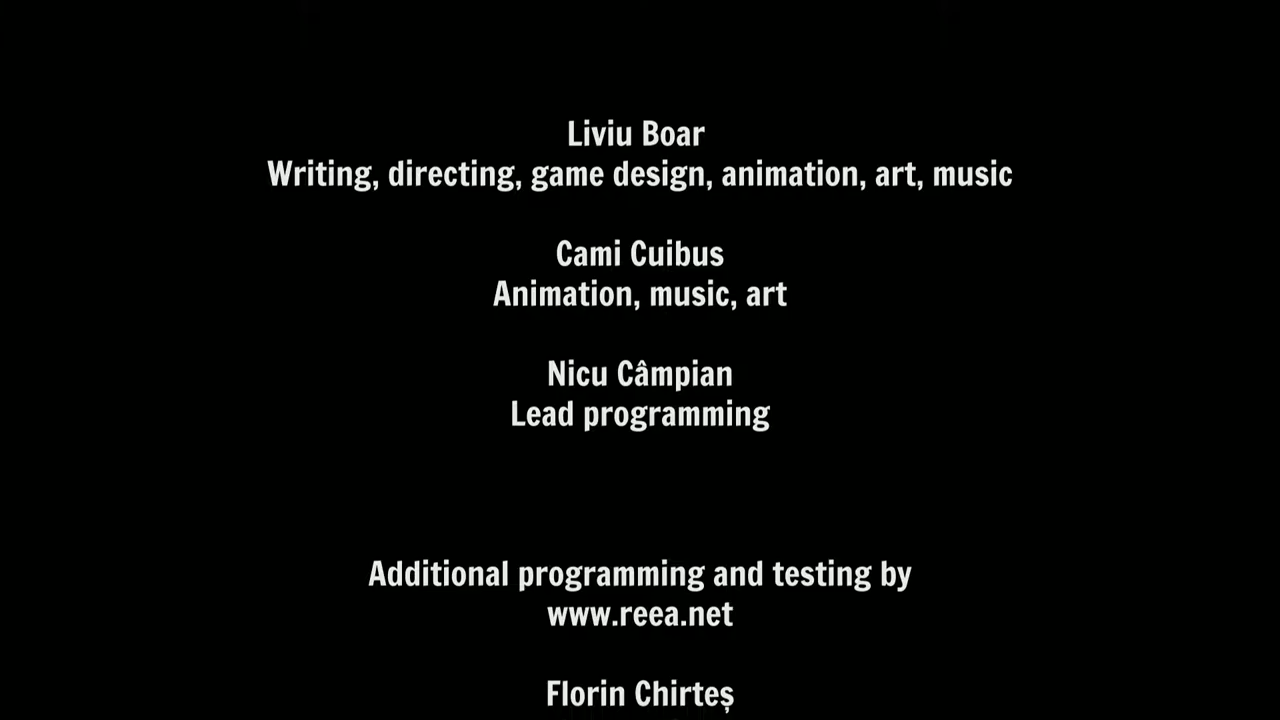 Liviu Boar
Writing, directing, game design, animation, art, music
Cami Cuibus
Animation, music, art
Nicu Câmpian
Lead programming
Additional programming and testing by
www.reea.net
Florin Chirteș